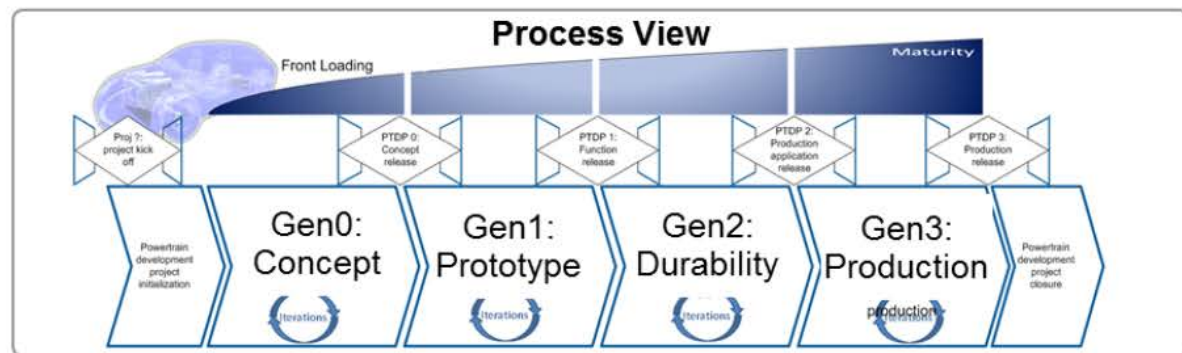 Process View
Front Loading
Maturity
Proj ?:
project kick
off
PTDP 0:
Concept
release
PTDP 1:
Function
release
PTDP 2:
Production
application
release
PTDP 3:
Production
release
Powertrain
development
project
initialization
Gen0:
Concept
Iterations
Gen1:
Prototype
Iterations
Gen2:
Durability
Iterations
Gen3:
Production
production
Iterations
Powertrain
development
project
closure